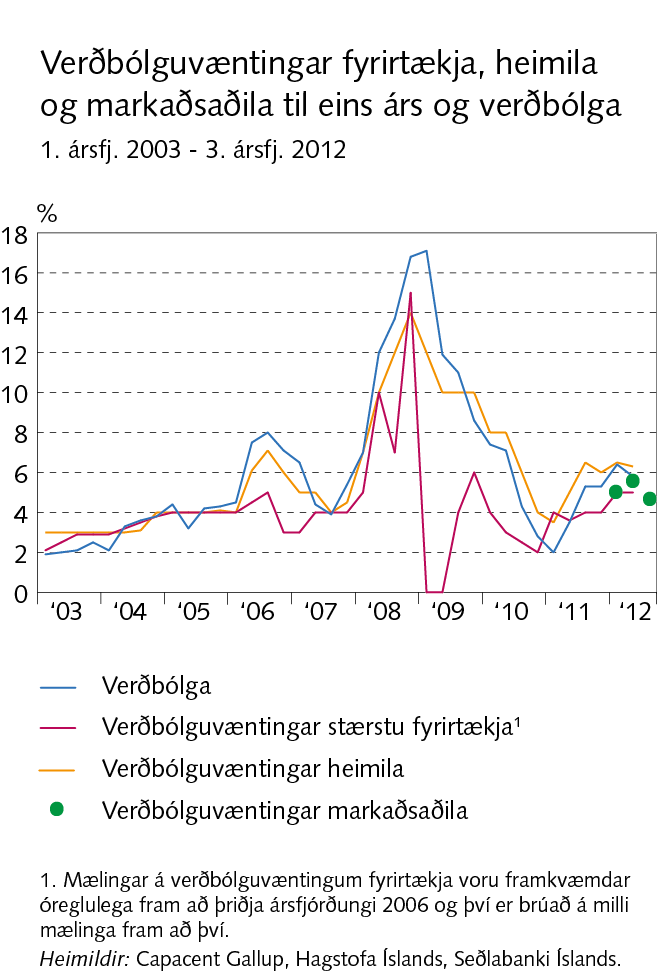 Verðbólguvæntingar fyrirtækja, heimila
og markaðsaðila til eins árs og verðbólga
1. ársfj. 2003 - 3. ársfj. 2012
%
18
16
14
12
10
8
6
4
2
0
‘03 ‘04 ‘05 ‘06 ‘07 ‘08 ‘09 ‘10 ‘11 ‘12
Verðbólga
Verðbólguvæntingar stærstu fyrirtækja¹
Verðbólguvæntingar heimila
Verðbólguvæntingar markaðsaðila
1. Mælingar á verðbólguvæntingum fyrirtækja voru framkvæmdar
óreglulega fram að þriðja ársfjórðungi 2006 og því er brúað á milli
mælinga fram að því.
Heimildir: Capacent Gallup, Hagstofa Íslands, Seðlabanki Íslands.